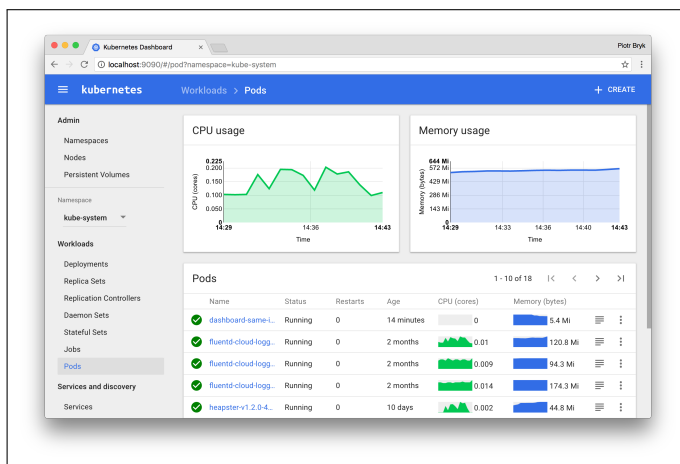 Kubernetes Dashboard
Piotr Bryk
localhost:9090/#/pod?namespace=kube-system
kubernetes
Workloads > Pods
+ CREATE
Admin
Namespaces
Nodes
Persistent Volumes
Namespace
kube-system
Workloads
Deployments
Replica Sets
Replication Controllers
Daemon Sets
Stateful Sets
Jobs
Pods
Services and discovery
Services
CPU usage
CPU (cores)
0.225
0.200
0.150
0.100
0.050
0
14:29 14:36 14:43
Time
Memory usage
Memory (bytes)
644 Mi
572 Mi
429 Mi
286 Mi
143 Mi
0
14:29 14:33 14:36 14:40 14:43
Time
Pods
1 - 10 of 18
Name Status Restarts Age CPU (cores) Memory (bytes)
dashboard-same-i... Running 0 14 minutes 0 5.4 Mi
fluentd-cloud-logg... Running 0 2 months 0.01 120.8 Mi
fluentd-cloud-logg... Running 0 2 months 0.009 94.3 Mi
fluentd-cloud-logg... Running 0 2 months 0.014 174.3 Mi
heapster-v1.2.0-4... Running 0 10 days 0.002 44.8 Mi